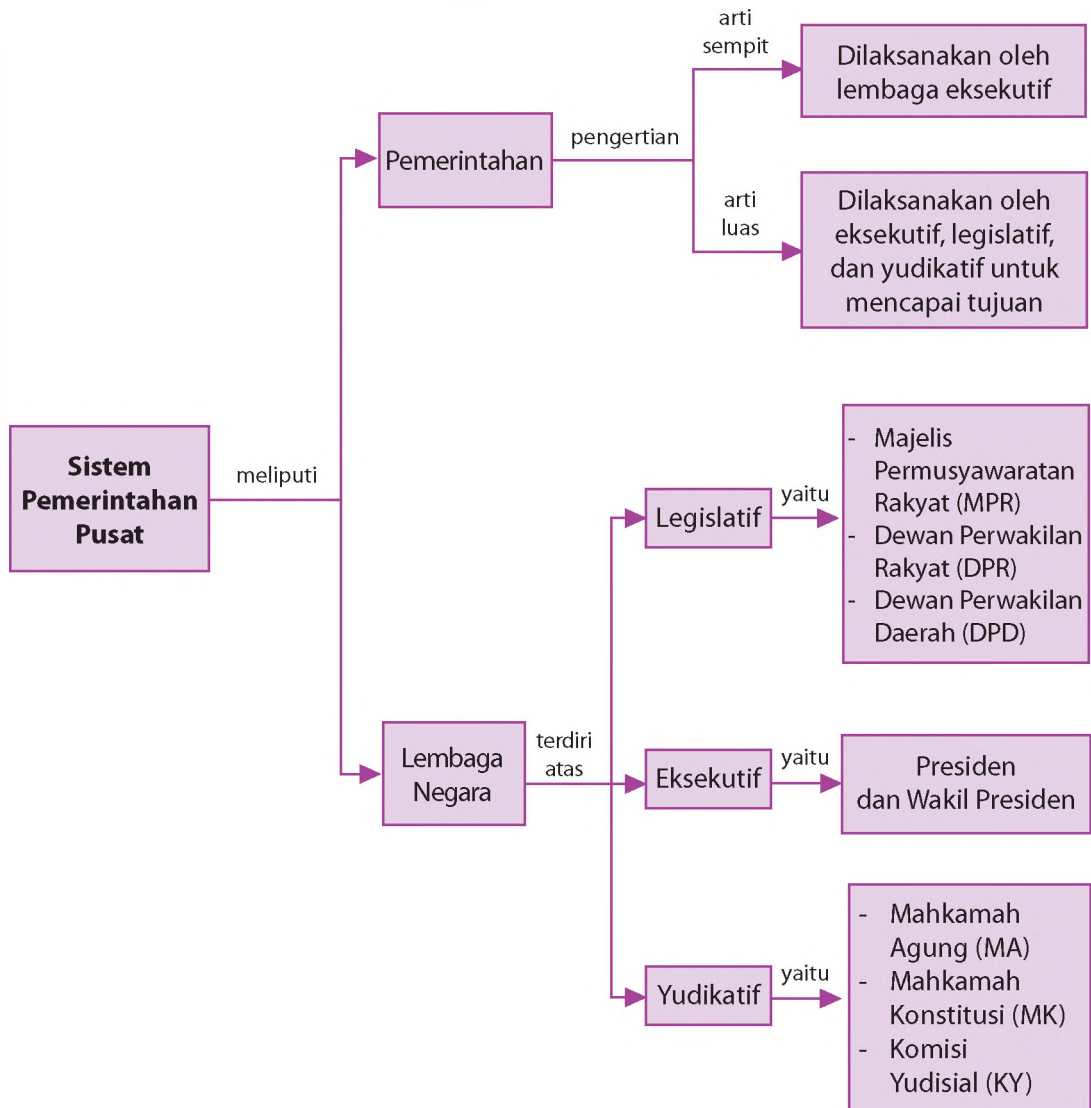 Sistem
Pemerintahan
Pusat
meliputi
Pemerintahan
pengertian
arti
sempit
Dilaksanakan oleh
lembaga eksekutif
arti
luas
Dilaksanakan oleh
eksekutif, legislatif,
dan yudikatif untuk
mencapai tujuan
Lembaga
Negara
terdiri
atas
Legislatif
yaitu
- Majelis
Permusyawaratan
Rakyat (MPR)
- Dewan Perwakilan
Rakyat (DPR)
- Dewan Perwakilan
Daerah (DPD)
Eksekutif
yaitu
Presiden
dan Wakil Presiden
Yudikatif
yaitu
- Mahkamah
Agung (MA)
- Mahkamah
Konstitusi (MK)
- Komisi
Yudisial (KY)